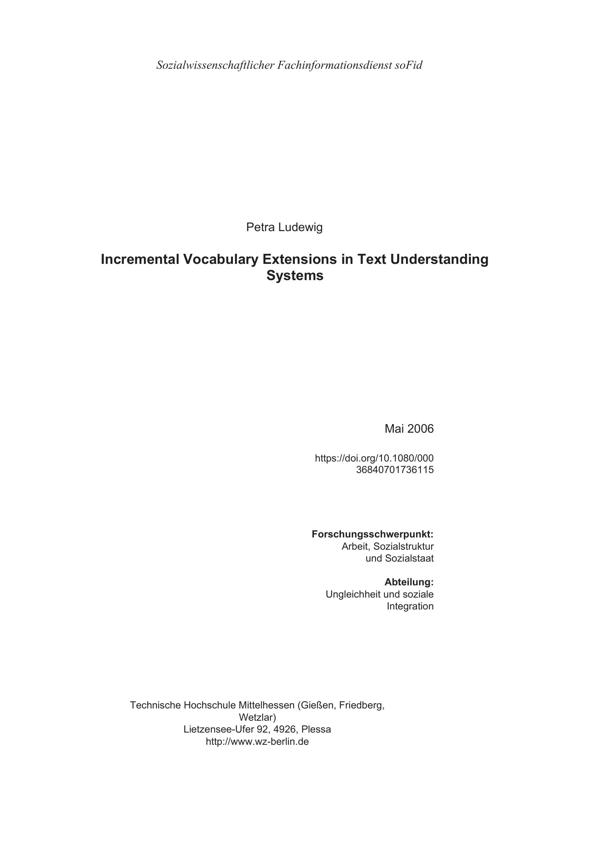 Sozialwissenschaftlicher Fachinformationsdienst soFid
Petra Ludewig
Incremental Vocabulary Extensions in Text Understanding
Systems
Mai 2006
https://doi.org/10.1080/000
36840701736115
Forschungsschwerpunkt:
Arbeit, Sozialstruktur
und Sozialstaat
Abteilung:
Ungleichheit und soziale
Integration
Technische Hochschule Mittelhessen (Gießen, Friedberg,
Wetzlar)
Lietzensee-Ufer 92, 4926, Plessa
http://www.wz-berlin.de